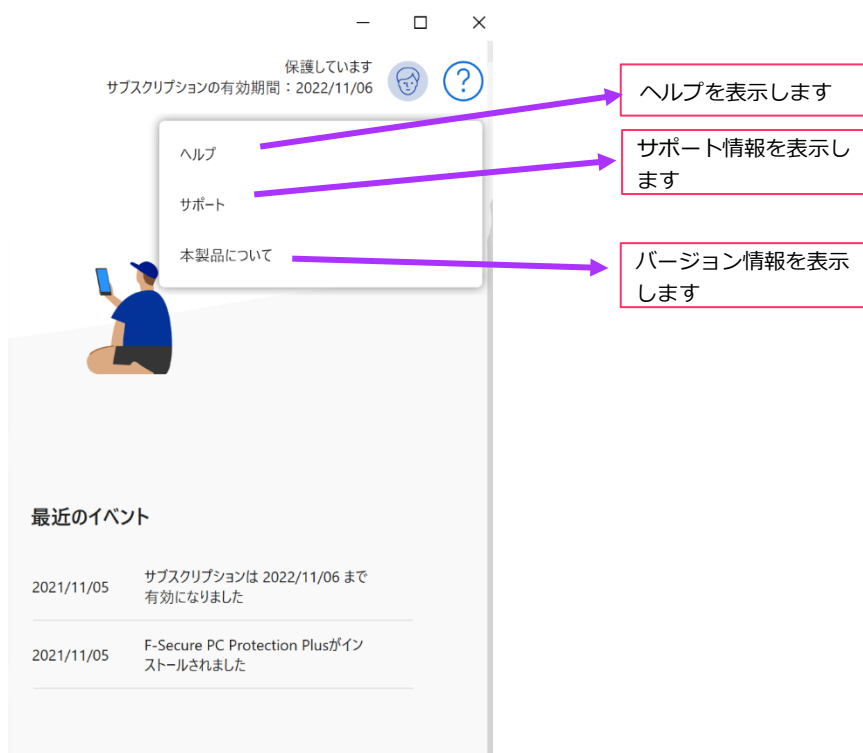 保護しています
サブスクリプションの有効期間：2022/11/06
?
ヘルプ
サポート
本製品について
ヘルプを表示します
サポート情報を表示し
ます
バージョン情報を表示
します
最近のイベント
2021/11/05
サブスクリプションは 2022/11/06 まで
有効になりました
2021/11/05
F-Secure PC Protection Plusがイン
ストールされました